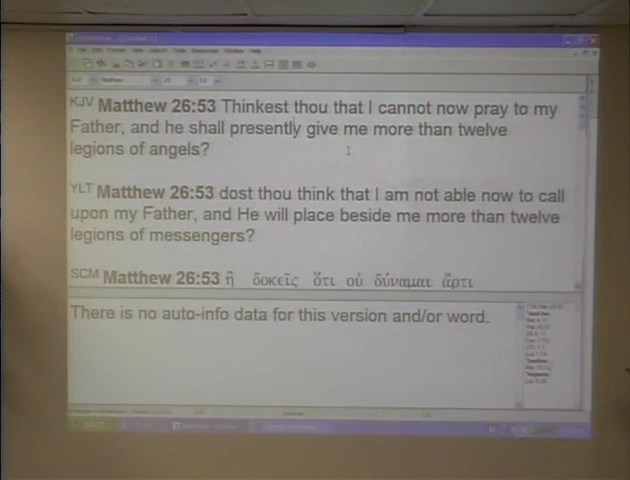 KJV Matthew 26:53 Thinkest thou that I cannot now pray to my
Father, and he shall presently give me more than twelve
legions of angels?
YLT Matthew 26:53 dost thou think that I am not able now to call
upon my Father, and He will place beside me more than twelve
legions of messengers?
SCM Matthew 26:53 ἢ δοκεῖς ὅτι οὐ δύναμαι ἄρτι
There is no auto-info data for this version and/or word.